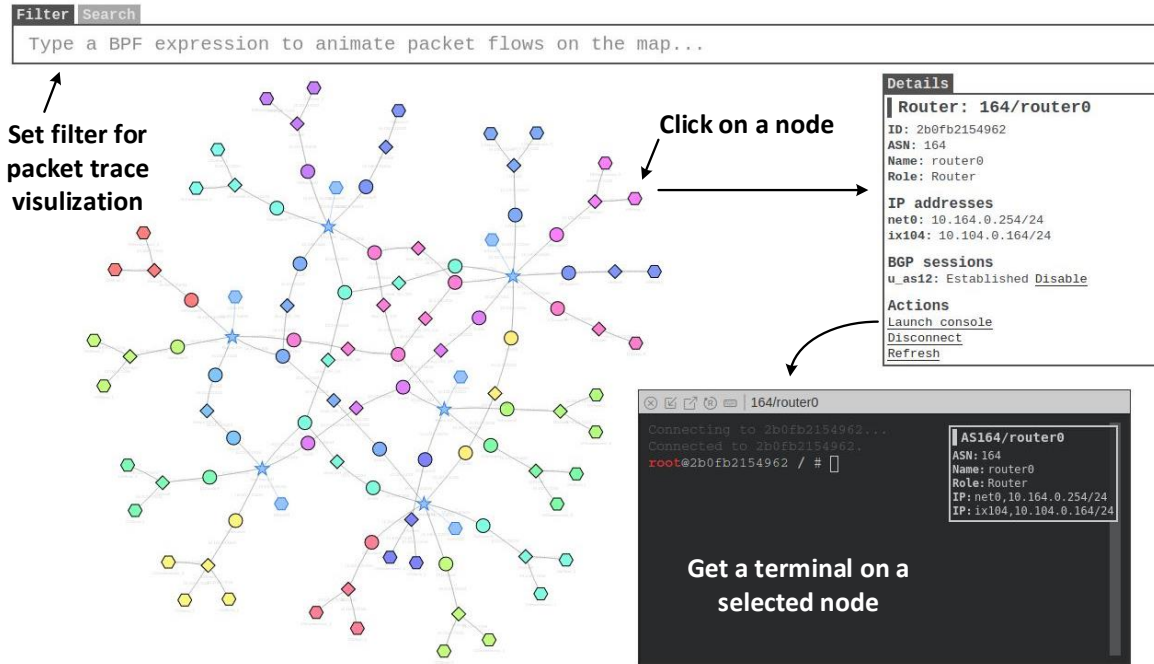 Filter Search
Type a BPF expression to animate packet flows on the map...
Set filter for
packet trace
visulization
Click on a node
Details
Router: 164/router0
ID: 2b0fb2154962
ASN: 164
Name: router0
Role: Router
IP addresses
net0: 10.164.0.254/24
ix104: 10.104.0.164/24
BGP sessions
u_as12: Established Disable
Actions
Launch console
Disconnect
Refresh
164/router0
Connecting to 2b0fb2154962...
Connected to 2b0fb2154962.
root@2b0fb2154962 / #
AS164/router0
ASN: 164
Name: router0
Role: Router
IP: net0,10.164.0.254/24
IP: ix104,10.104.0.164/24
Get a terminal on a
selected node